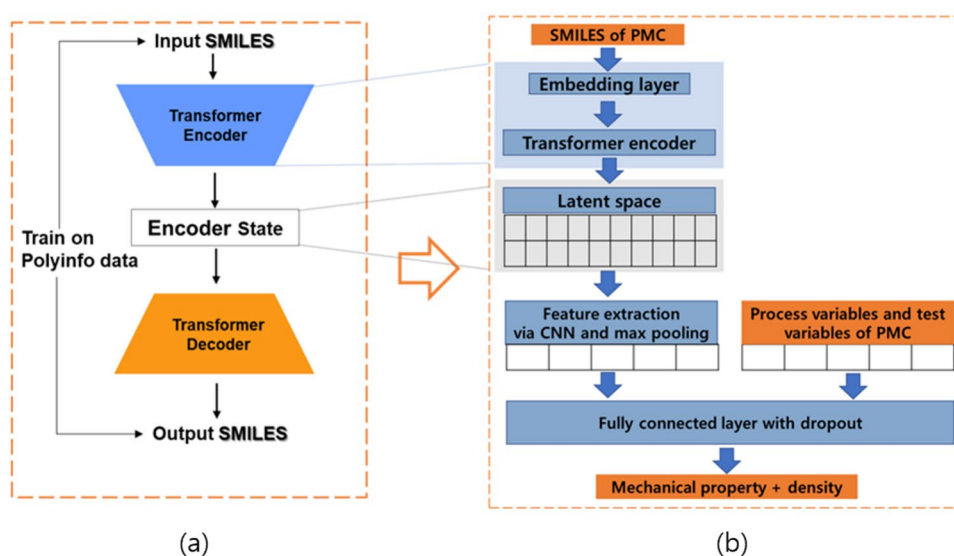 Input SMILES
Transformer
Encoder
Encoder State
Train on
Polyinfo data
Transformer
Decoder
Output SMILES
(a)
SMILES of PMC
Embedding layer
Transformer encoder
Latent space
Feature extraction
via CNN and max pooling
Process variables and test
variables of PMC
Fully connected layer with dropout
Mechanical property + density
(b)